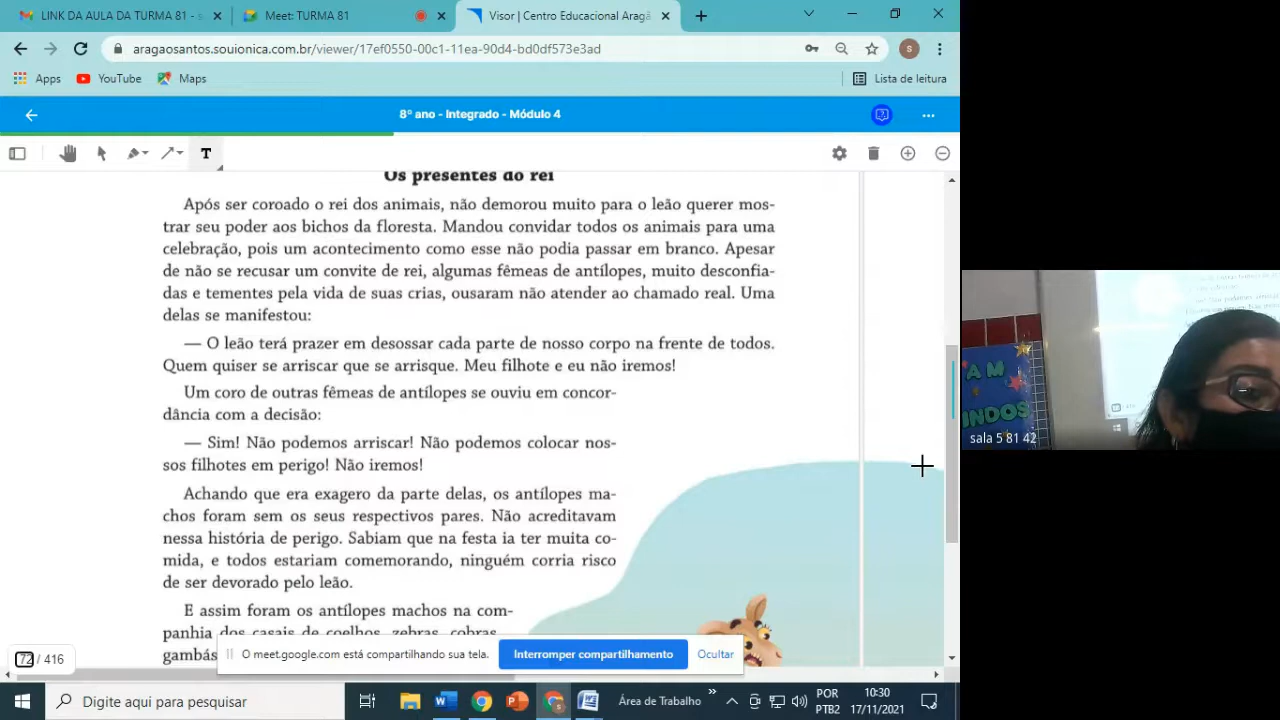 LINK DA AULA DA TURMA 81 - s
Meet: TURMA 81
Visor | Centro Educacional Aragã
aragaosantos.souionica.com.br/viewer/17ef0550-00c1-11ea-90d4-bd0df573e3ad
s
Apps
YouTube
Maps
Lista de leitura
8º ano - Integrado - Módulo 4
T
Os presentes do rei
Após ser coroado o rei dos animais, não demorou muito para o leão querer mos-
trar seu poder aos bichos da floresta. Mandou convidar todos os animais para uma
celebração, pois um acontecimento como esse não podia passar em branco. Apesar
de não se recusar um convite de rei, algumas fêmeas de antílopes, muito desconfia-
das e tementes pela vida de suas crias, ousaram não atender ao chamado real. Uma
delas se manifestou:
— O leão terá prazer em desossar cada parte de nosso corpo na frente de todos.
Quem quiser se arriscar que se arrisque. Meu filhote e eu não iremos!
Um coro de outras fêmeas de antílopes se ouviu em concor-
dância com a decisão:
— Sim! Não podemos arriscar! Não podemos colocar nos-
sos filhotes em perigo! Não iremos!
Achando que era exagero da parte delas, os antílopes ma-
chos foram sem os seus respectivos pares. Não acreditavam
nessa história de perigo. Sabiam que na festa ia ter muita co-
mida, e todos estariam comemorando, ninguém corria risco
de ser devorado pelo leão.
E assim foram os antílopes machos na com-
panhia dos casais de coelhos, zebras, cobras,
gambás
72 / 416
O meet.google.com está compartilhando sua tela.
Interromper compartilhamento
Ocultar
Digite aqui para pesquisar
Área de Trabalho
POR
PTB2
10:30
17/11/2021
AM
INDOS
sala 5 81 42